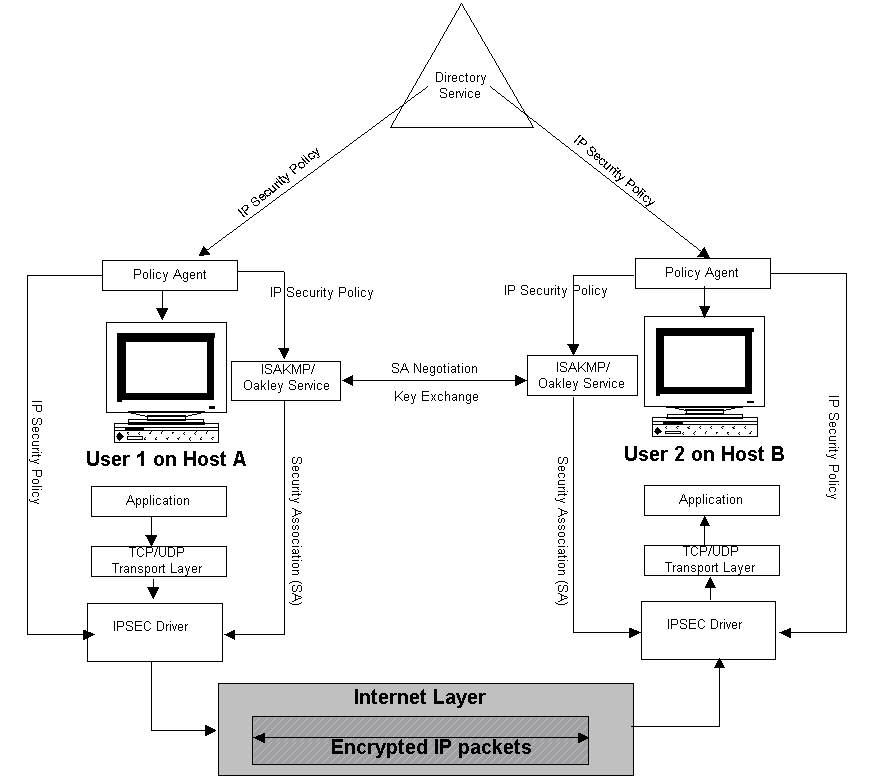 Directory
Service
IP Security Policy
IP Security Policy
Policy Agent
Policy Agent
IP Security Policy
IP Security Policy
ISAKMP/
Oakley Service
SA Negotiation
Key Exchange
ISAKMP/
Oakley Service
IP Security Policy
IP Security Policy
User 1 on Host A
User 2 on Host B
Security Association (SA)
Security Association (SA)
Application
Application
TCP/UDP
Transport Layer
TCP/UDP
Transport Layer
IPSEC Driver
IPSEC Driver
Internet Layer
Encrypted IP packets